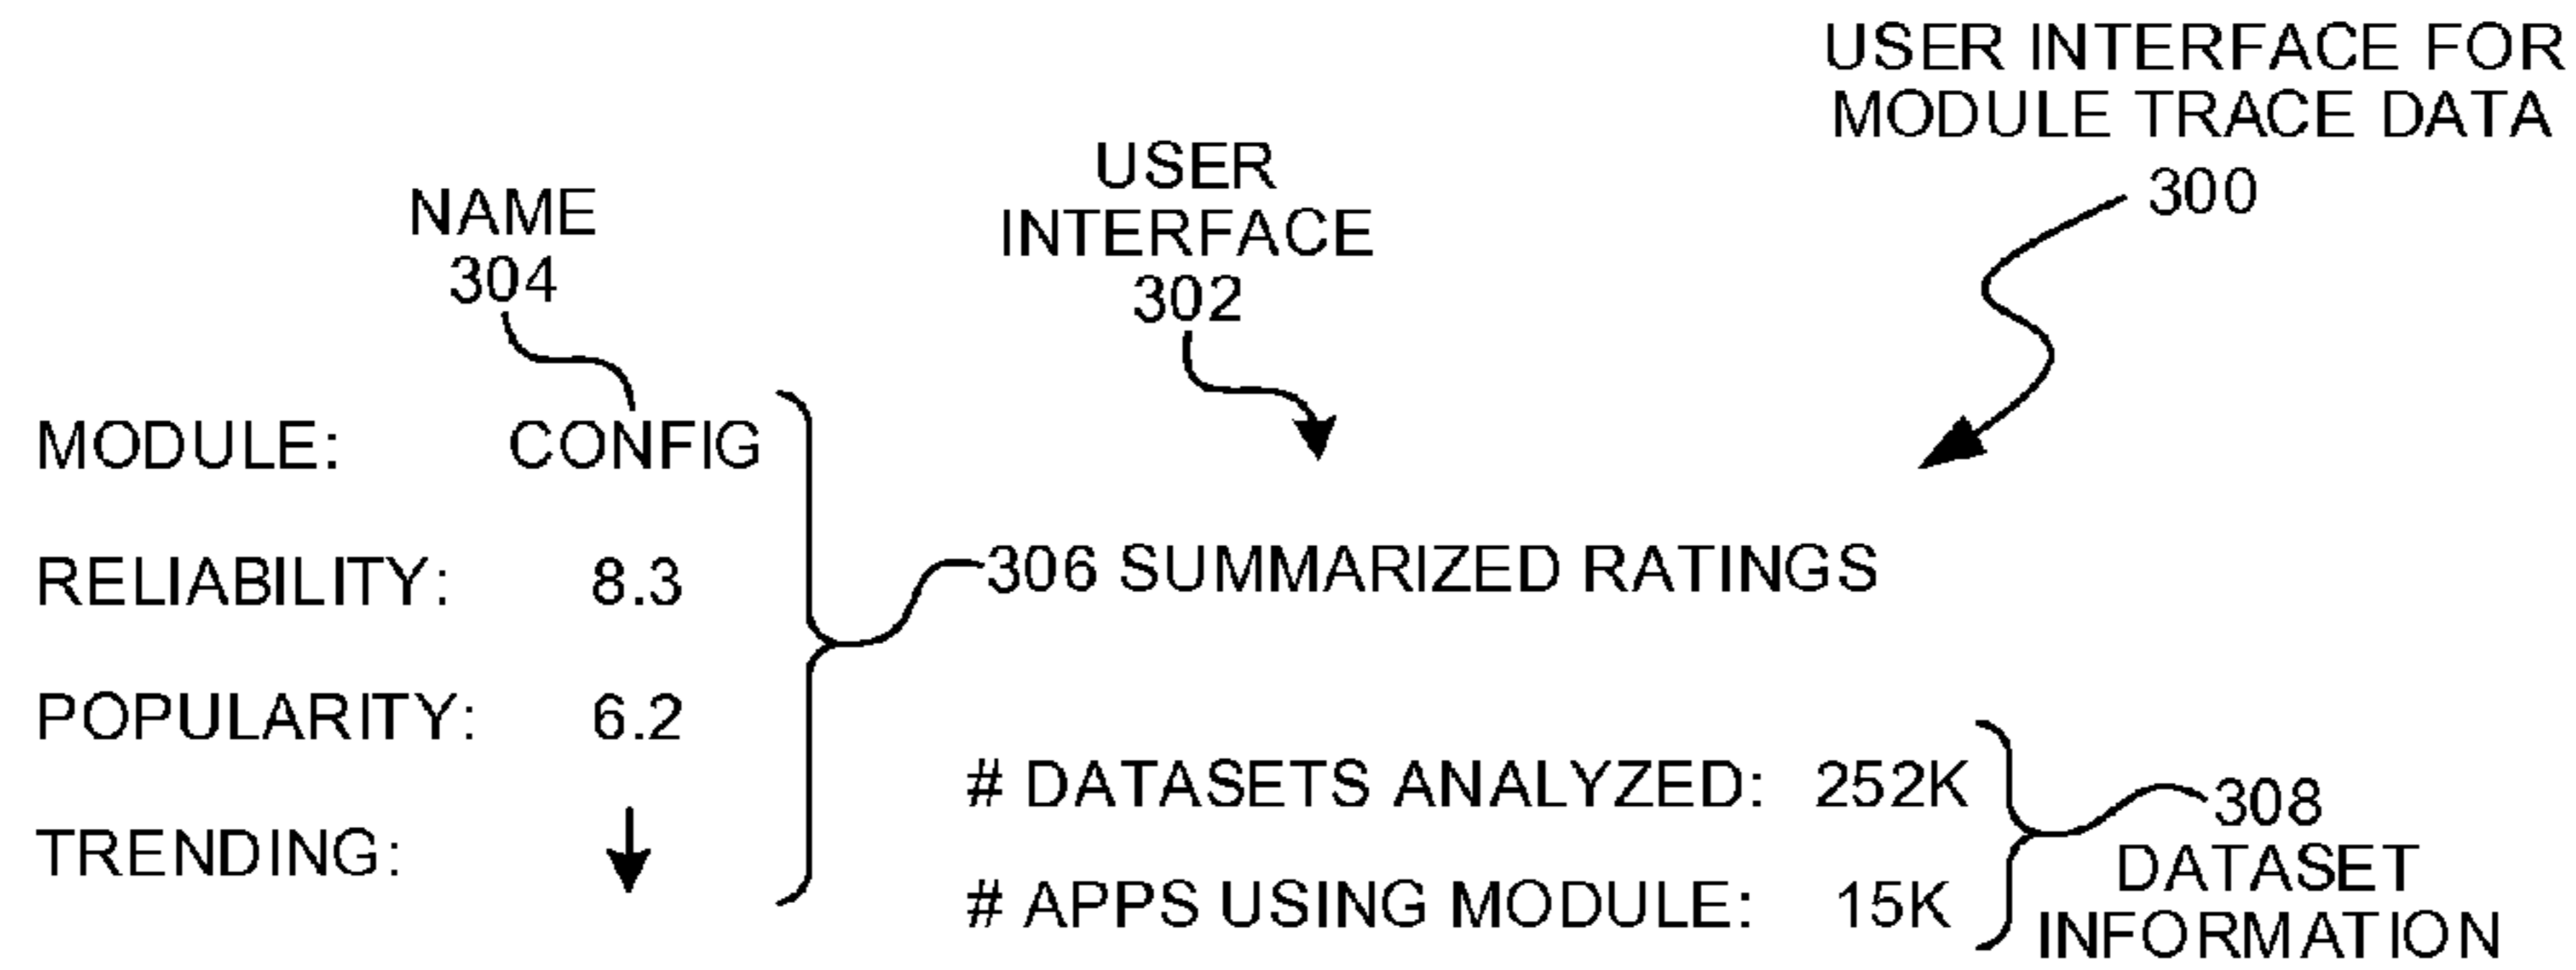 USER INTERFACE FOR
MODULE TRACE DATA
300
USER
INTERFACE
302
NAME
304
MODULE: CONFIG
RELIABILITY: 8.3
306 SUMMARIZED RATINGS
POPULARITY: 6.2
TRENDING:
# DATASETS ANALYZED: 252K
# APPS USING MODULE: 15K
308
DATASET
INFORMATION